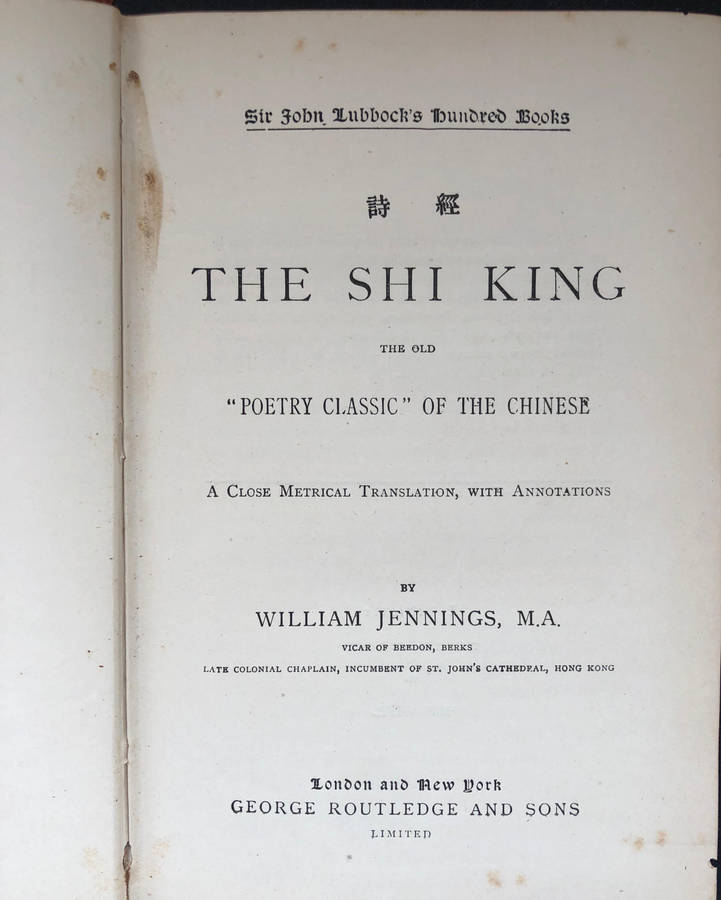 Sir John Lubbock's Hundred Books
詩 經
THE SHI KING
THE OLD
"POETRY CLASSIC" OF THE CHINESE
A CLOSE METRICAL TRANSLATION, WITH ANNOTATIONS
BY
WILLIAM JENNINGS, M.A.
VICAR OF BEEDON, BERKS
LATE COLONIAL CHAPLAIN, INCUMBENT OF ST. JOHN'S CATHEDRAL, HONG KONG
London and New York
GEORGE ROUTLEDGE AND SONS
LIMITED